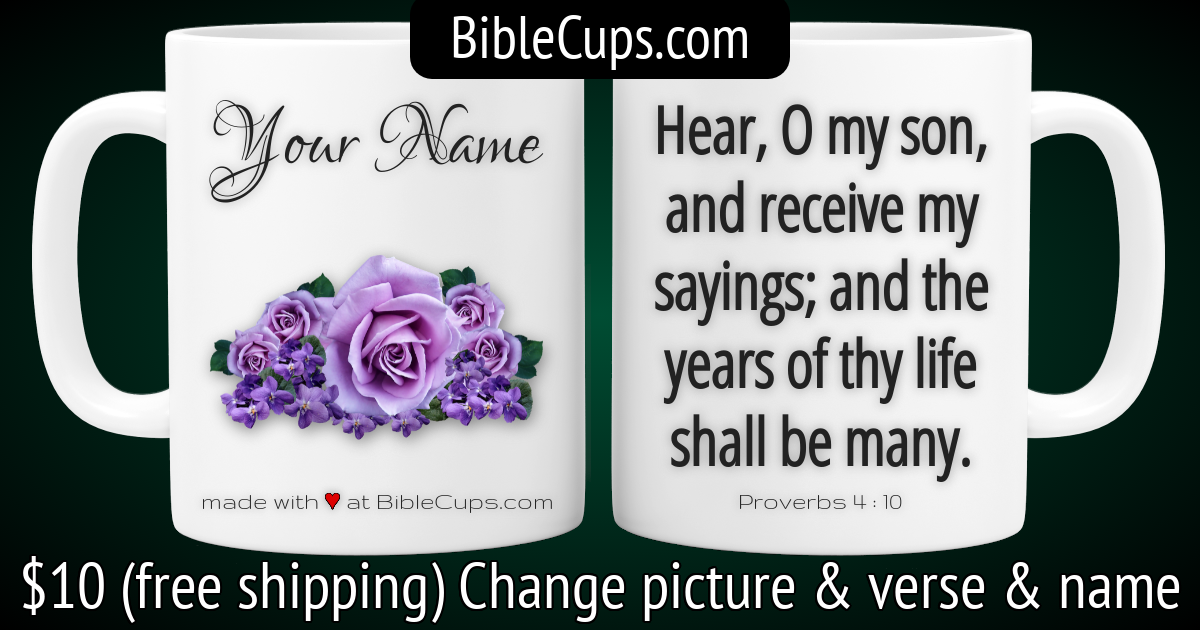 BibleCups.com
Your Name
made with ♥ at BibleCups.com
Hear, O my son,
and receive my
sayings; and the
years of thy life
shall be many.
Proverbs 4 : 10
$10 (free shipping) Change picture & verse & name